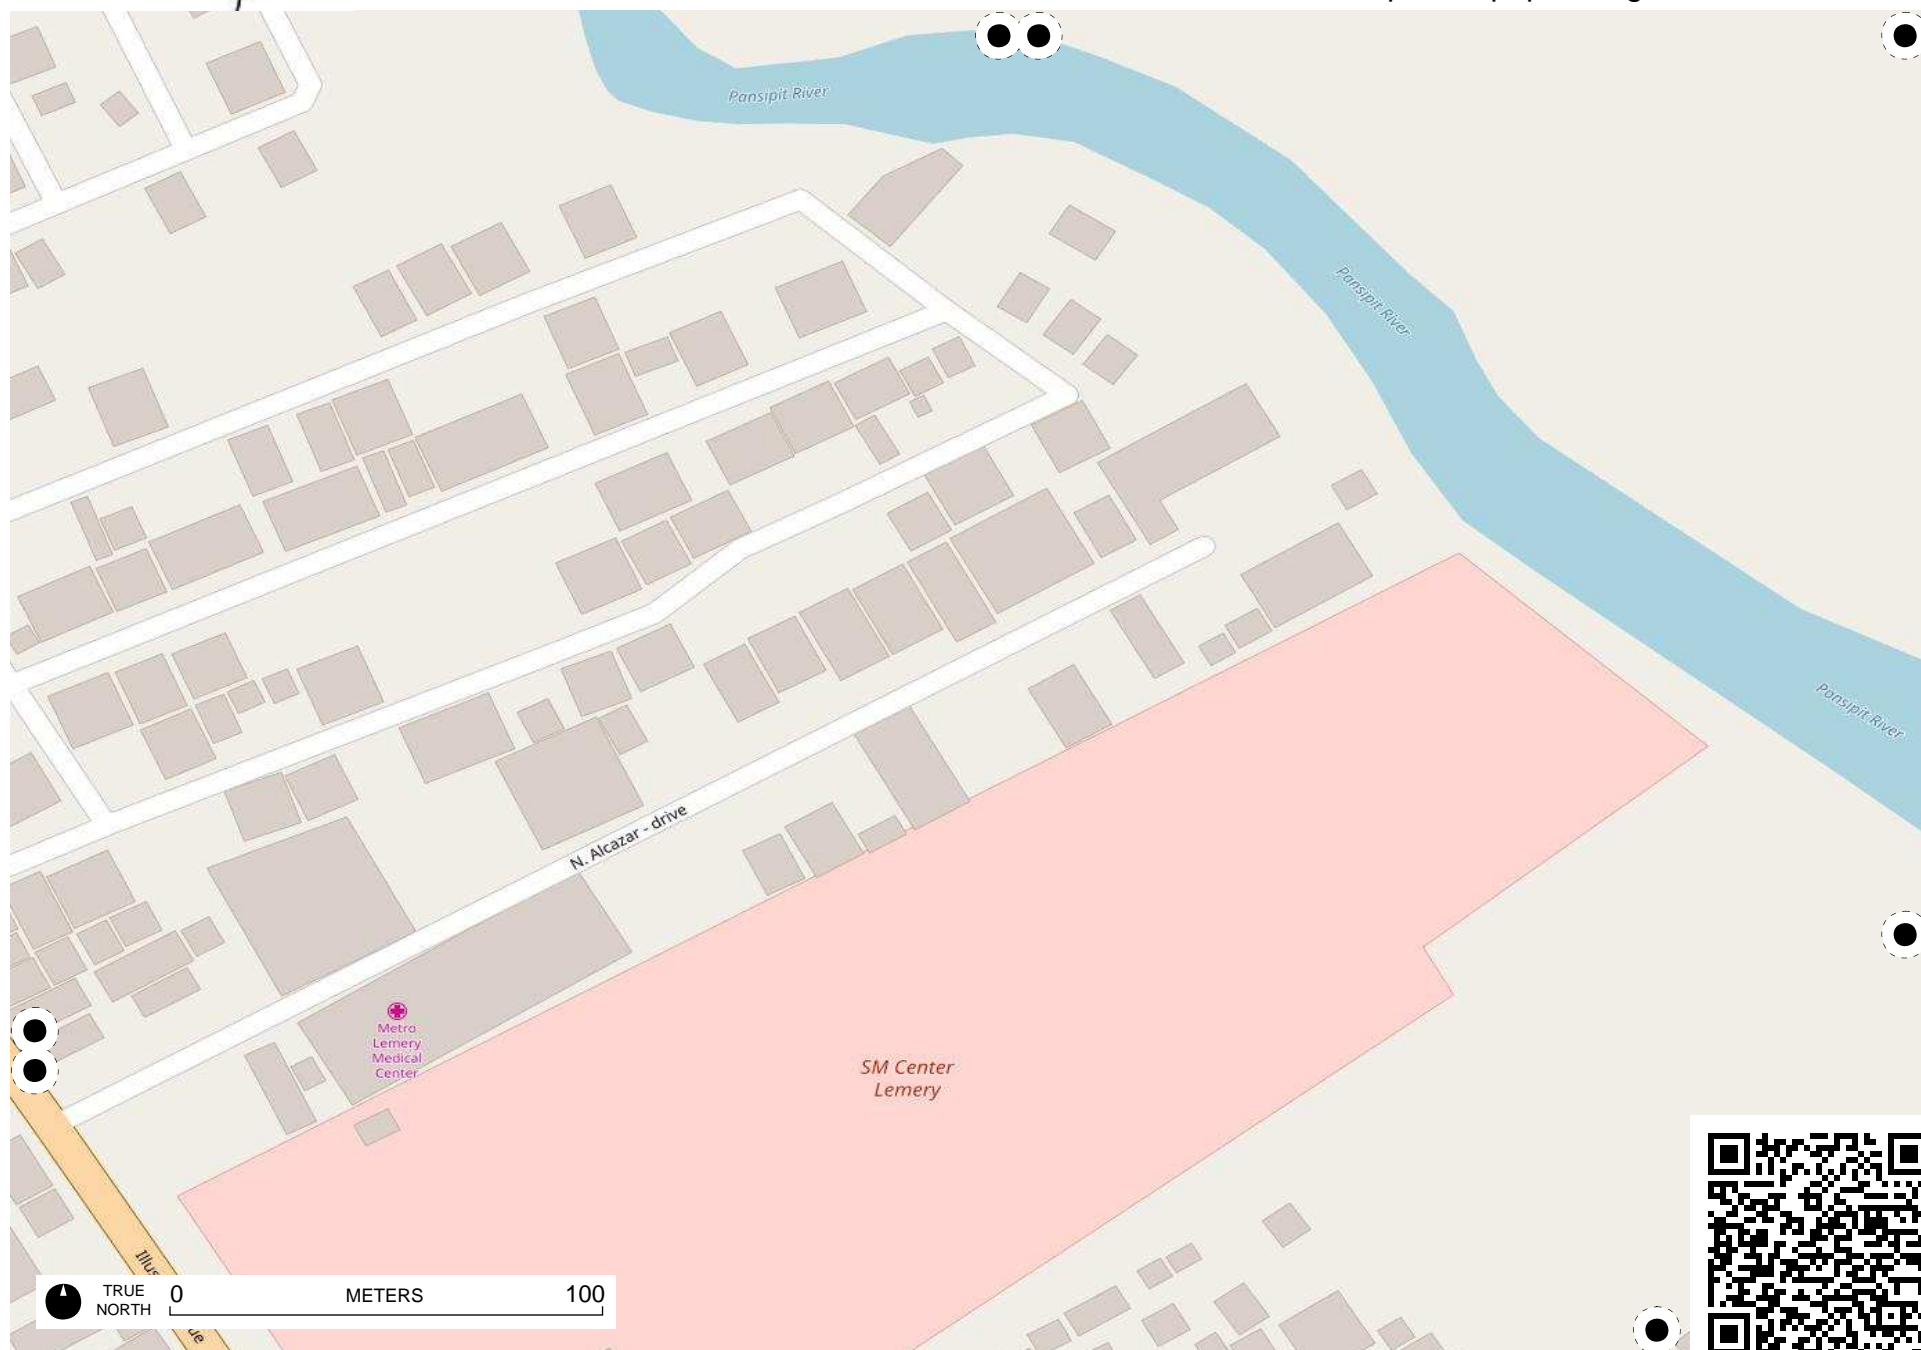 Pansipit River
Pansipit River
Pansipit River
N. Alcazar - drive
Metro
Lemery
Medical
Center
SM Center
Lemery
TRUE
NORTH
0
METERS
100